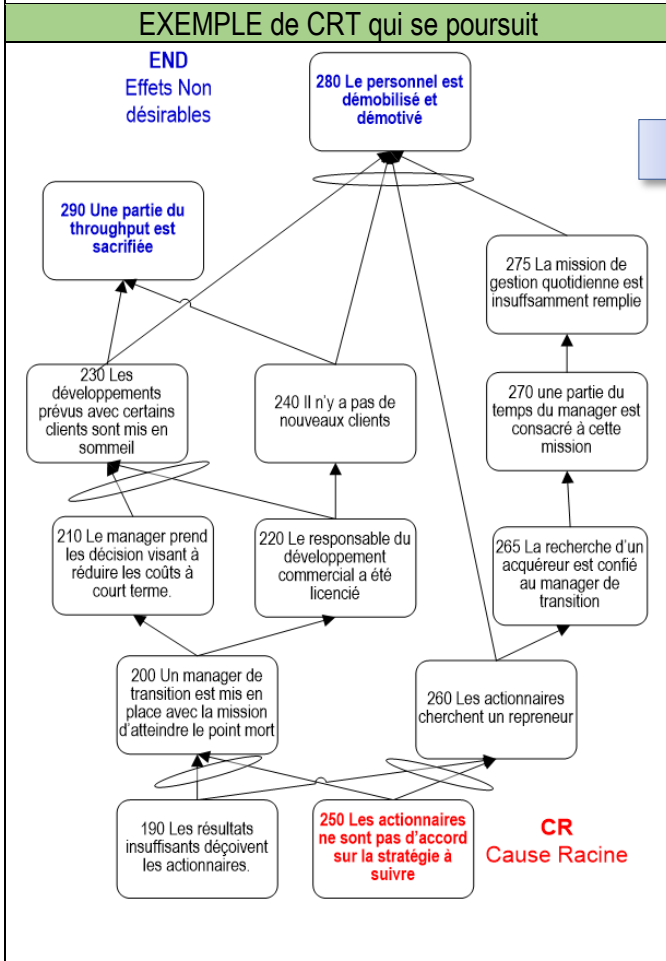 EXEMPLE de CRT qui se poursuit
END
Effets Non
désirables
280 Le personnel est
démobilisé et
démotivé
290 Une partie du
throughput est
sacrifiée
275 La mission de
gestion quotidienne est
insuffsamment remplie
230 Les
développements
prévus avec certains
clients sont mis en
sommeil
240 Il n'y a pas de
nouveaux clients
270 une partie du
temps du manager est
consacré à cette
mission
210 Le manager prend
les décision visant à
réduire les coûts à
court terme.
220 Le responsable du
développement
commercial a été
licencié
265 La recherche d'un
acquéreur est confié
au manager de
transition
200 Un manager de
transition est mis en
place avec la mission
d'atteindre le point mort
260 Les actionnaires
cherchent un repreneur
190 Les résultats
insuffisants déçoivent
les actionnaires.
250 Les actionnaires
ne sont pas d'accord
sur la stratégie à
suivre
CR
Cause Racine